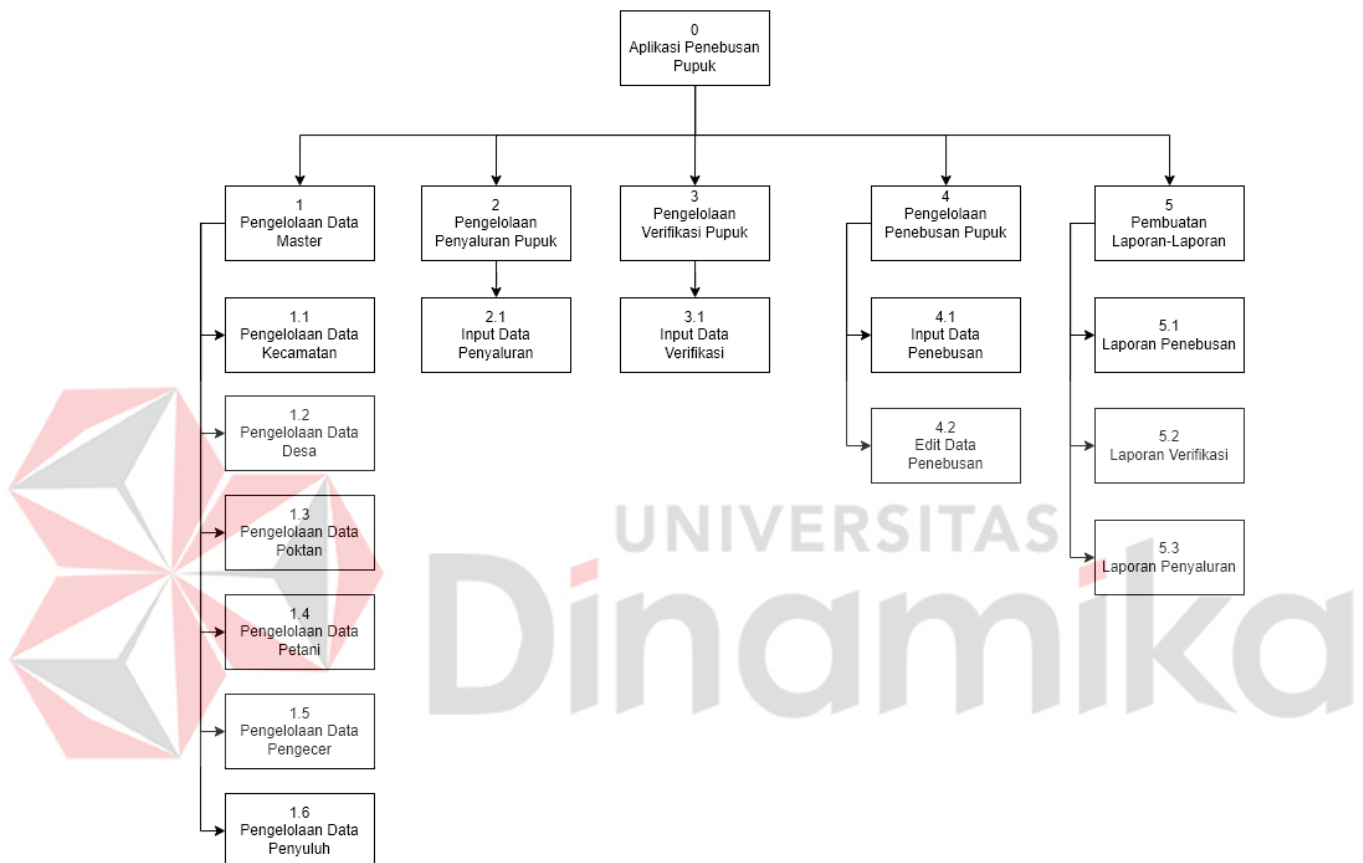 0
Aplikasi Penebusan
Pupuk
1
Pengelolaan Data
Master
2
Pengelolaan
Penyaluran Pupuk
3
Pengelolaan
Verifikasi Pupuk
4
Pengelolaan
Penebusan Pupuk
5
Pembuatan
Laporan-Laporan
1.1
Pengelolaan Data
Kecamatan
2.1
Input Data
Penyaluran
3.1
Input Data
Verifikasi
4.1
Input Data
Penebusan
5.1
Laporan Penebusan
1.2
Pengelolaan Data
Desa
4.2
Edit Data
Penebusan
5.2
Laporan Verifikasi
1.3
Pengelolaan Data
Poktan
5.3
Laporan Penyaluran
1.4
Pengelolaan Data
Petani
1.5
Pengelolaan Data
Pengecer
1.6
Pengelolaan Data
Penyuluh
UNIVERSITAS
Dinamika